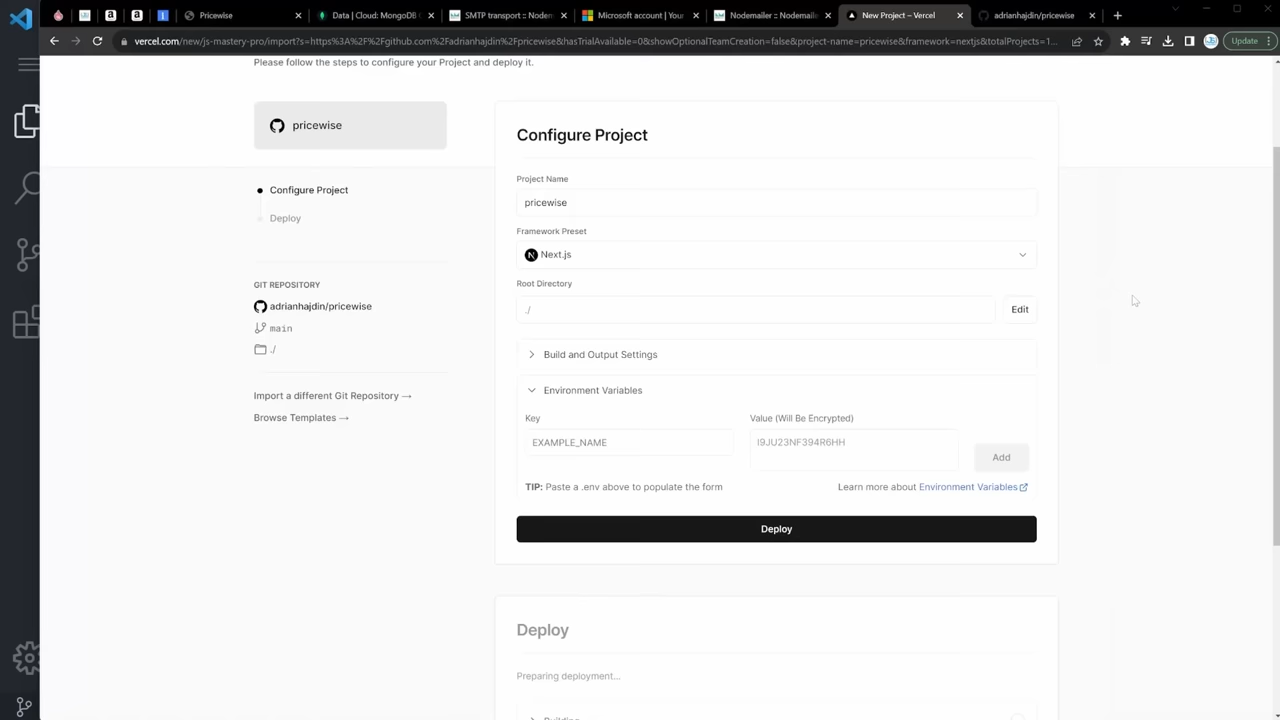 Pricewise
Data | Cloud: MongoDB
SMTP transport :: Nodem
Microsoft account | Your
Nodemailer :: Nodemailer
New Project – Vercel
adrianhajdin/pricewise
vercel.com/new/js-mastery-pro/import?s=https%3A%2F%2Fgithub.com%2Fadrianhajdin%2Fpricewise&hasTrialAvailable=0&showOptionalTeamCreation=false&project-name=pricewise&framework=nextjs&totalProjects=1...
Update
Please follow the steps to configure your Project and deploy it.
pricewise
Configure Project
Deploy
GIT REPOSITORY
adrianhajdin/pricewise
main
./
Import a different Git Repository →
Browse Templates →
Configure Project
Project Name
pricewise
Framework Preset
N Next.js
Root Directory
./
Edit
Build and Output Settings
Environment Variables
Key
Value (Will Be Encrypted)
EXAMPLE_NAME
I9JU23NF394R6HH
Add
TIP: Paste a .env above to populate the form
Learn more about Environment Variables
Deploy
Deploy
Preparing deployment...
Building